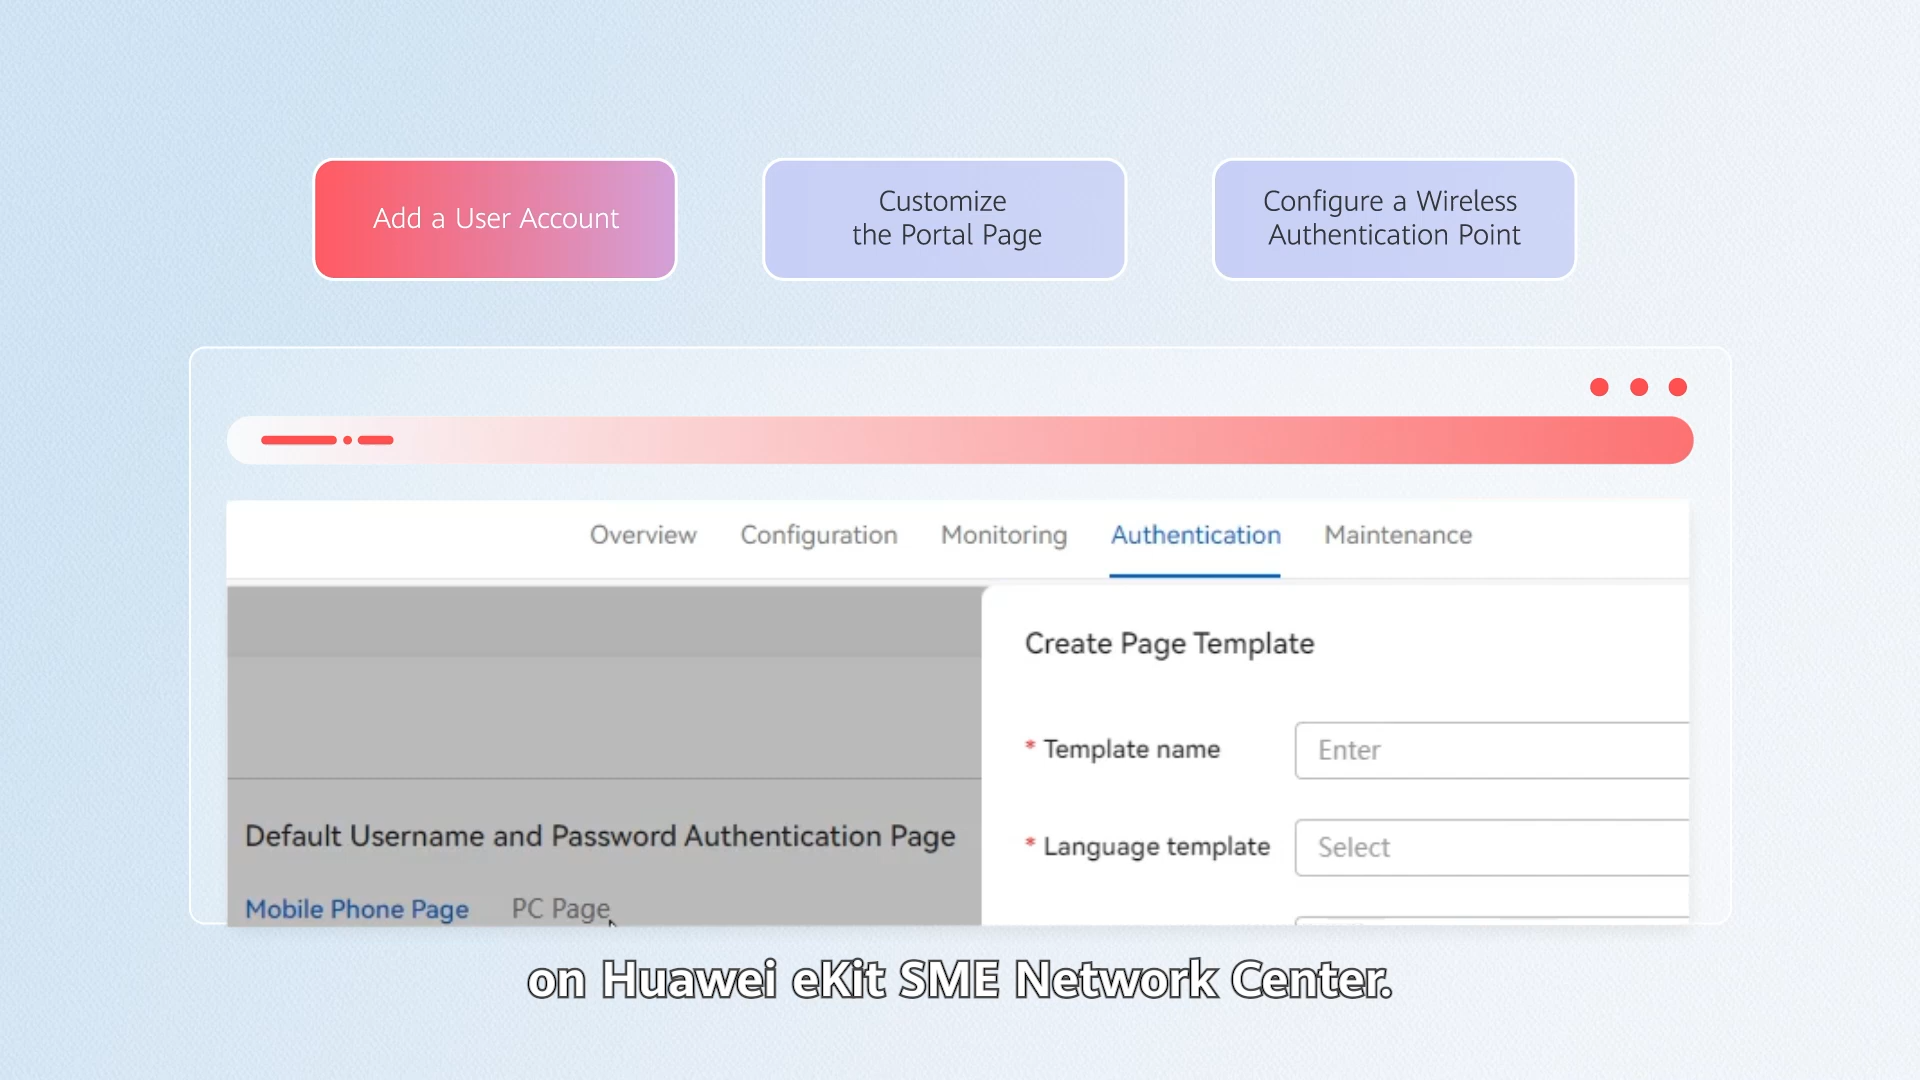 Add a User Account
Customize
the Portal Page
Configure a Wireless
Authentication Point
Overview Configuration Monitoring Authentication Maintenance
Create Page Template
* Template name Enter
* Language template Select
Default Username and Password Authentication Page
Mobile Phone Page PC Page
on Huawei eKit SME Network Center.